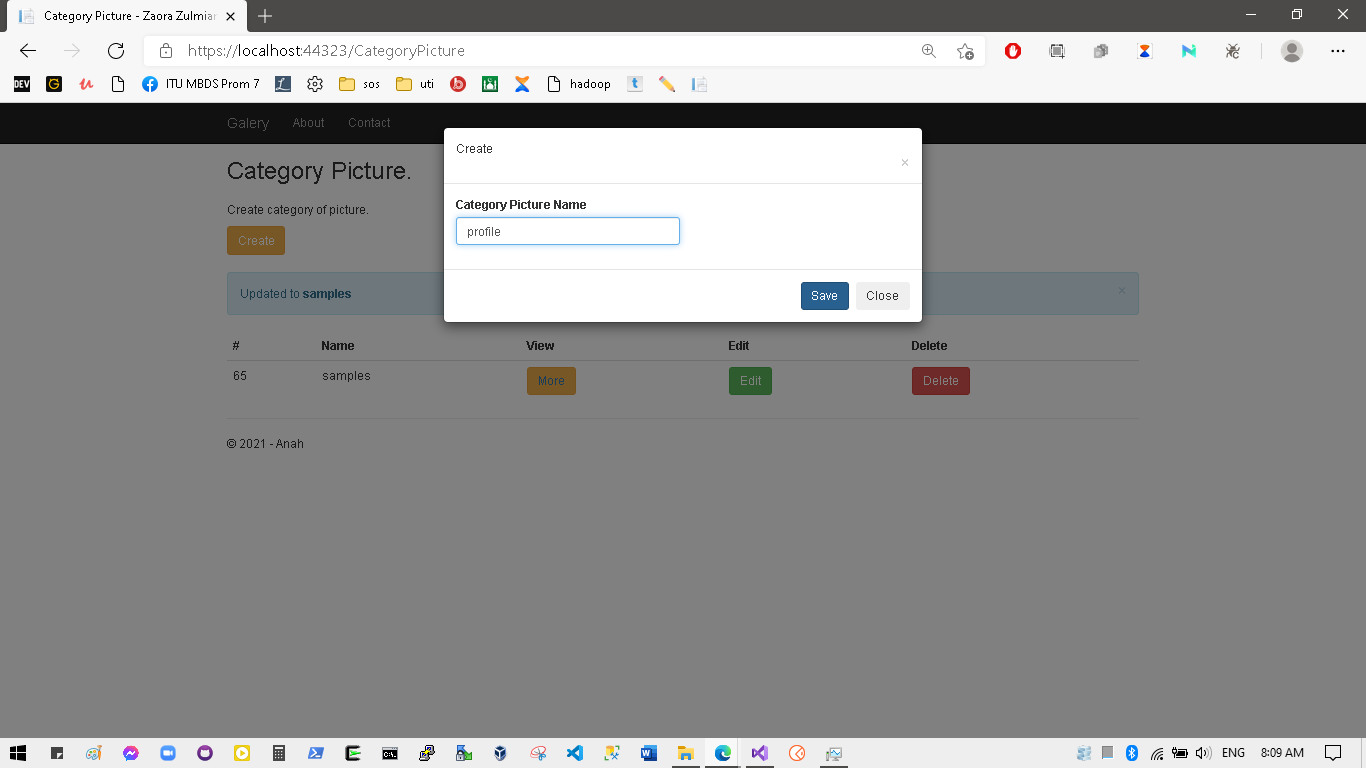 Category Picture - Zaora Zulmiar
https://localhost:44323/CategoryPicture
DEV G ITU MBDS Prom 7 sos uti hadoop
Galery About Contact
Create
×
Category Picture.
Category Picture Name
Create category of picture.
profile
Create
Updated to samples ×
Save Close
# Name View Edit Delete
65 samples More Edit Delete
© 2021 - Anah
ENG 8:09 AM